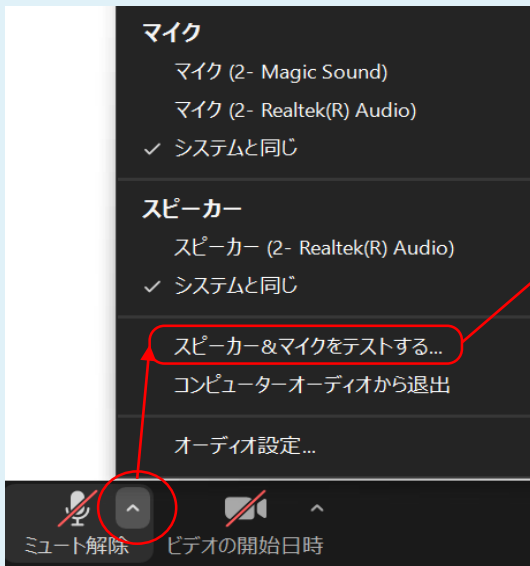 マイク
マイク (2- Magic Sound)
マイク (2- Realtek(R) Audio)
システムと同じ
スピーカー
スピーカー (2- Realtek(R) Audio)
システムと同じ
スピーカー&マイクをテストする...
コンピューターオーディオから退出
オーディオ設定...
ミュート解除 ビデオの開始日時